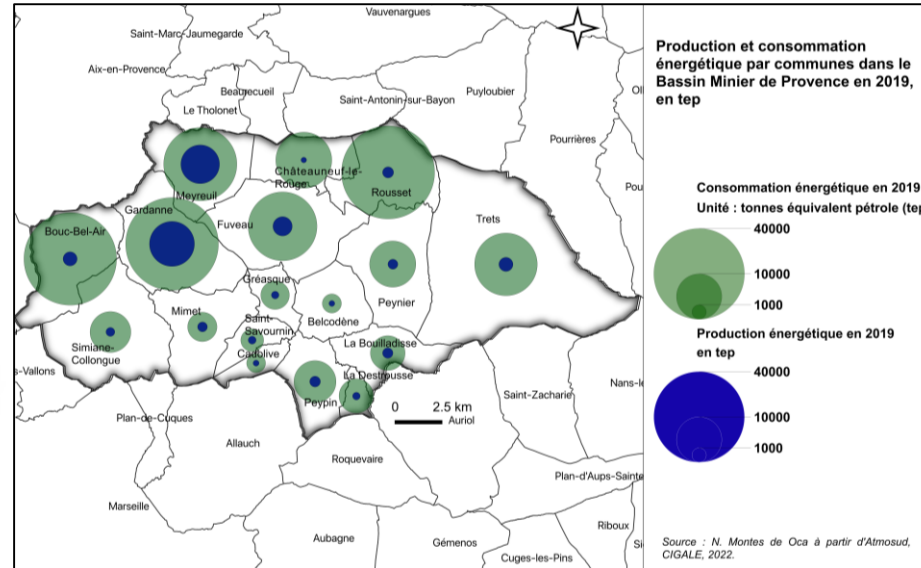 Vauvenargues
Saint-Marc-Jaumegarde
Aix-en-Provence
Beaurecueil
Saint-Antonin-sur-Bayon
Puyloubier
Le Tholonet
Pourrières
Châteauneuf-le-
Rouge
Meyreuil
Rousset
Gardanne
Bouc-Bel-Air
Fuveau
Trets
Gréasque
Peynier
Mimet
Belcodène
Saint-
Savournin
Simiane-
Collongue
La Bouilladisse
Cadolive
La Destrousse
s-Vallons
Peypin
Saint-Zacharie
Nans-le
0 2.5 km
Auriol
Plan-de-Cuques
Allauch
Roquevaire
Plan-d'Aups-Sainte
Marseille
Aubagne
Gémenos
Riboux
Cuges-les-Pins
Production et consommation
énergétique par communes dans le
Bassin Minier de Provence en 2019,
en tep
Consommation énergétique en 2019
Unité : tonnes équivalent pétrole (tep
40000
10000
1000
Production énergétique en 2019
en tep
40000
10000
1000
Source : N. Montes de Oca à partir d'Atmosud,
CIGALE, 2022.